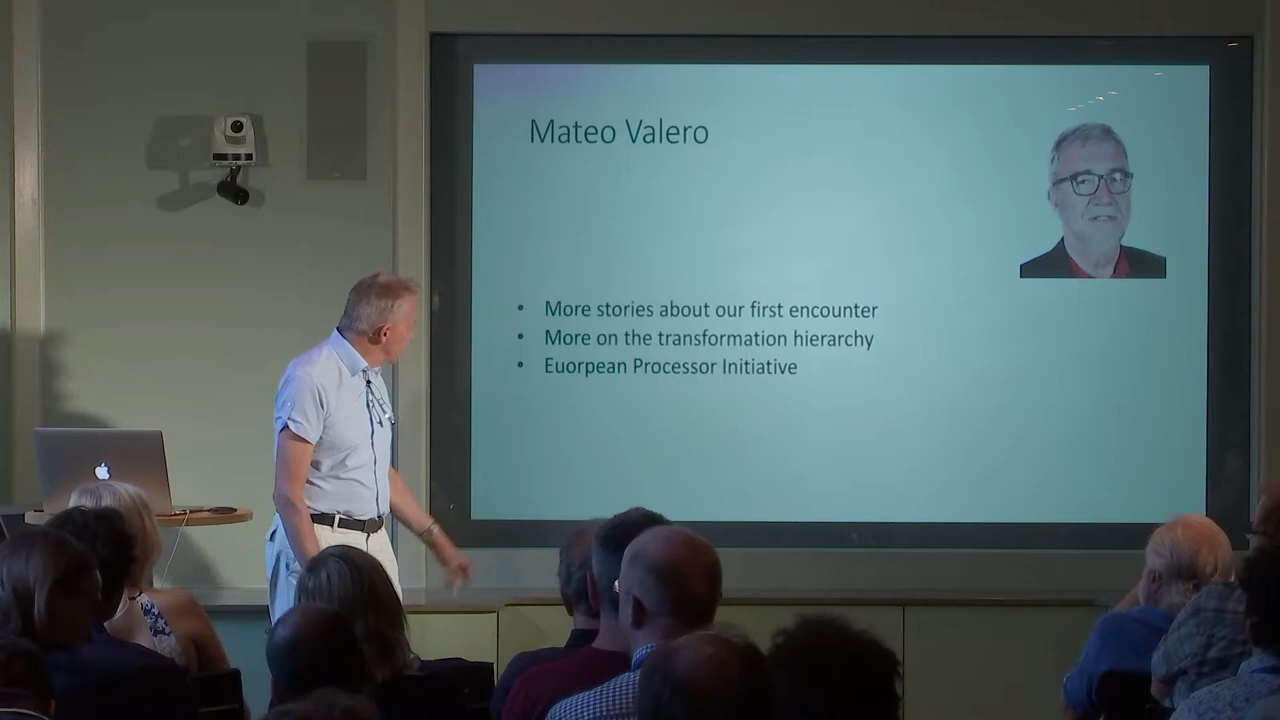 Mateo Valero
• More stories about our first encounter
• More on the transformation hierarchy
• Euorpean Processor Initiative